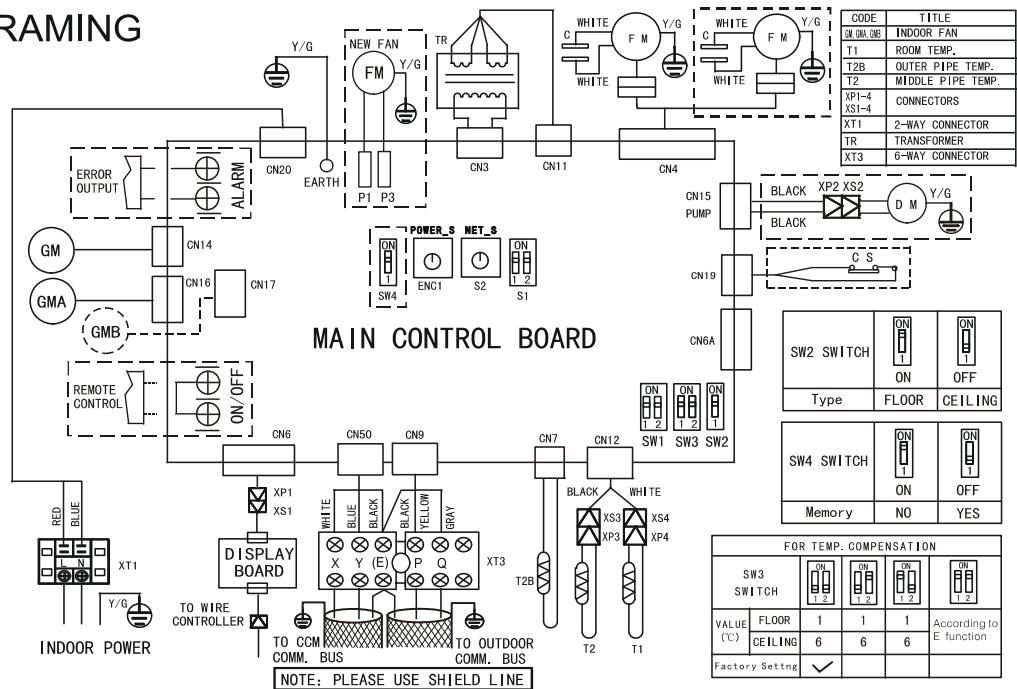 RAMING
Y/G
NEW FAN
FM
Y/G
TR
WHITE
C
F M
Y/G
WHITE
WHITE
C
F M
Y/G
WHITE
CODE TITLE
GM, GMA, GMB INDOOR FAN
T1 ROOM TEMP.
T2B OUTER PIPE TEMP.
T2 MIDDLE PIPE TEMP.
XP1-4
XS1-4 CONNECTORS
XT1 2-WAY CONNECTOR
TR TRANSFORMER
XT3 6-WAY CONNECTOR
CN20
EARTH
P1 P3
CN3
CN11
CN4
ERROR
OUTPUT
ALARM
CN15
PUMP
BLACK
XP2 XS2
BLACK
D M
Y/G
GM
CN14
GMA
CN16
CN17
GMB
POWER_S NET_S
ON
1
SW4
ENC1
S2
ON
1 2
S1
CN19
C S
CN6A
MAIN CONTROL BOARD
REMOTE
CONTROL
ON/OFF
ON
1 2
SW1
ON
1 2
SW3
ON
1
SW2
SW2 SWITCH
ON
1
ON
ON
1
OFF
Type FLOOR CEILING
SW4 SWITCH
ON
1
ON
ON
1
OFF
Memory NO YES
CN6
CN50
CN9
CN7
CN12
XP1
XS1
WHITE
BLUE
BLACK
BLACK
YELLOW
GRAY
BLACK
WHITE
XS3
XP3
XS4
XP4
RED
BLUE
L N
XT1
Y/G
INDOOR POWER
DISPLAY
BOARD
TO WIRE
CONTROLLER
X Y (E) P Q
XT3
T2B
T2
T1
TO CCM
COMM. BUS
TO OUTDOOR
COMM. BUS
NOTE: PLEASE USE SHIELD LINE
FOR TEMP. COMPENSATION
SW3
SWITCH
ON
1 2
ON
1 2
ON
1 2
ON
1 2
VALUE
(℃)
FLOOR 1 1 1
According to
E function
CEILING 6 6 6
Factory Settng ✓